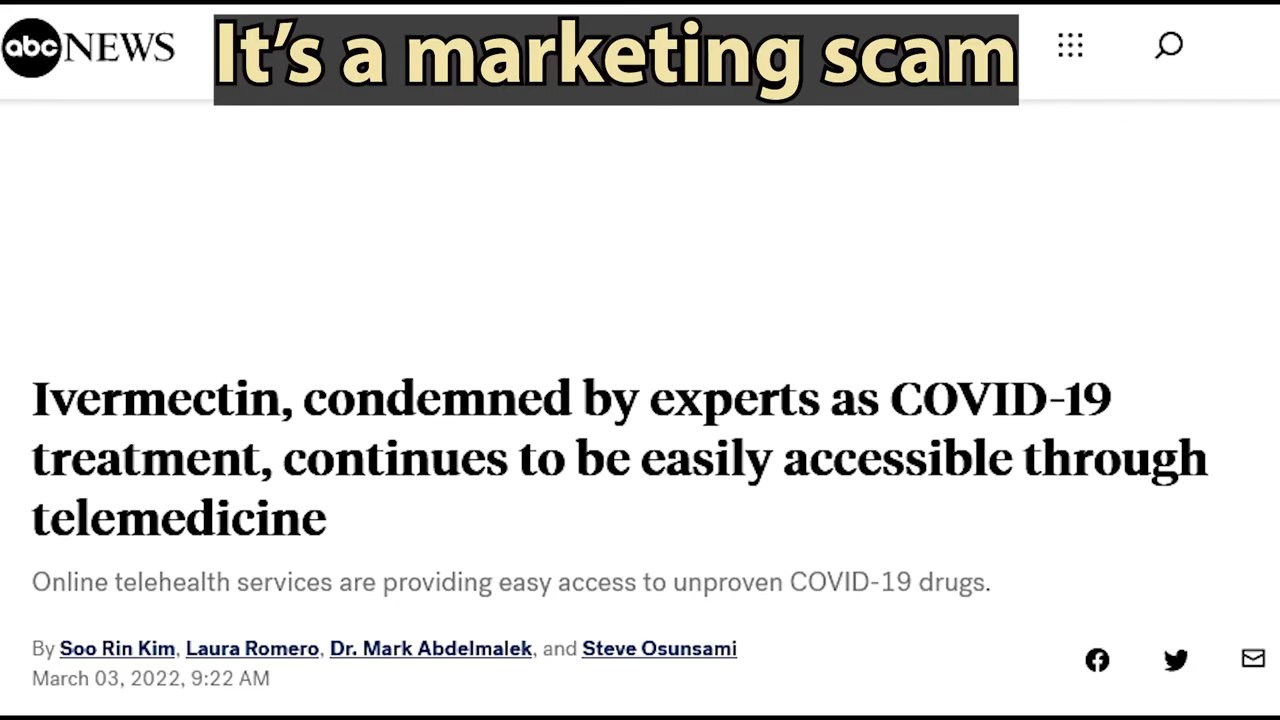 abc NEWS
It's a marketing scam
Ivermectin, condemned by experts as COVID-19
treatment, continues to be easily accessible through
telemedicine
Online telehealth services are providing easy access to unproven COVID-19 drugs.
By Soo Rin Kim, Laura Romero, Dr. Mark Abdelmalek, and Steve Osunsami
March 03, 2022, 9:22 AM